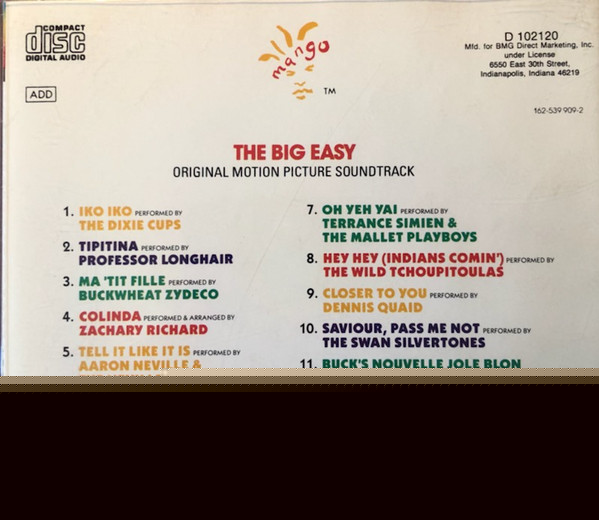 COMPACT
disc
DIGITAL AUDIO
ADD
mango
TM
D 102120
Mfd. for BMG Direct Marketing, Inc.
under License
6550 East 30th Street,
Indianapolis, Indiana 46219
162-539 909-2
THE BIG EASY
ORIGINAL MOTION PICTURE SOUNDTRACK
1. IKO IKO PERFORMED BY
THE DIXIE CUPS
2. TIPITINA PERFORMED BY
PROFESSOR LONGHAIR
3. MA 'TIT FILLE PERFORMED BY
BUCKWHEAT ZYDECO
4. COLINDA PERFORMED & ARRANGED BY
ZACHARY RICHARD
5. TELL IT LIKE IT IS PERFORMED BY
AARON NEVILLE &
7. OH YEH YAI PERFORMED BY
TERRANCE SIMIEN &
THE MALLET PLAYBOYS
8. HEY HEY (INDIANS COMIN') PERFORMED BY
THE WILD TCHOUPITOULAS
9. CLOSER TO YOU PERFORMED BY
DENNIS QUAID
10. SAVIOUR, PASS ME NOT PERFORMED BY
THE SWAN SILVERTONES
11. BUCK'S NOUVELLE JOLE BLON